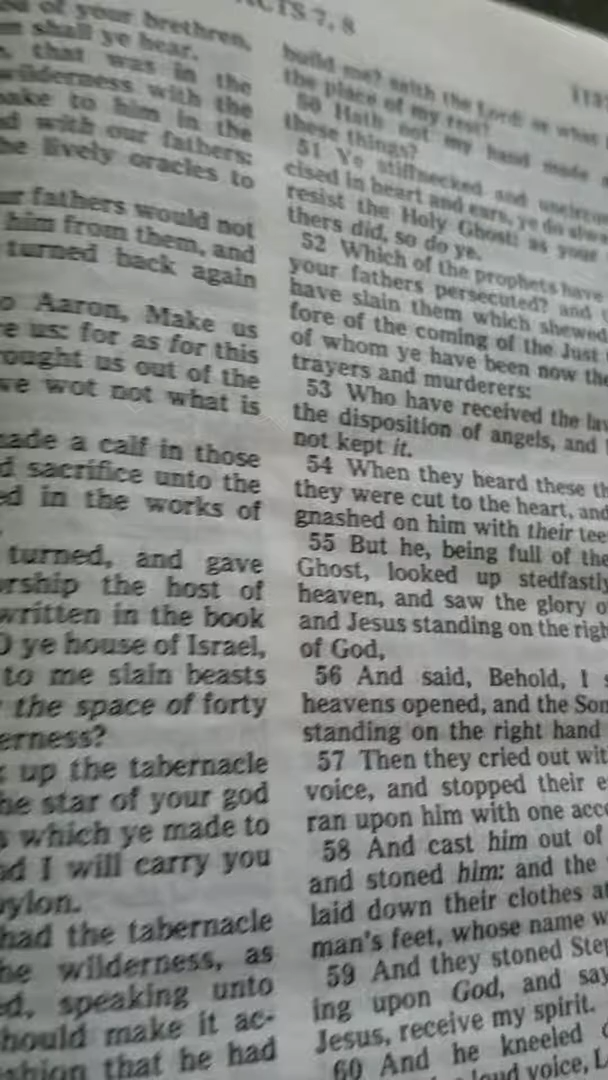 ACTS 7, 8
of your brethren,
shall ye hear.
that was in the
wilderness with the
to him in the
with our fathers:
lively oracles to
fathers would not
him from them, and
turned back again
Aaron, Make us
us: for as for this
us out of the
we wot not what is
a calf in those
sacrifice unto the
in the works of
turned, and gave
the host of
written in the book
O ye house of Israel,
to me slain beasts
the space of forty
up the tabernacle
star of your god
which ye made to
I will carry you
had the tabernacle
wilderness, as
speaking unto
make it ac-
that he had
build me? saith the Lord: or what
the place of my rest?
50 Hath not my hand made
these things?
51 Ye stiffnecked and
cised in heart and ears, ye do
resist the Holy Ghost: as your
thers did, so do ye.
52 Which of the prophets have
your fathers persecuted? and
have slain them which shewed
fore of the coming of the Just
of whom ye have been now the
trayers and murderers:
53 Who have received the
the disposition of angels, and
not kept it.
54 When they heard these
they were cut to the heart, and
gnashed on him with their
55 But he, being full of the
Ghost, looked up stedfastly
heaven, and saw the glory
and Jesus standing on the
of God,
56 And said, Behold, I
heavens opened, and the Son
standing on the right hand
57 Then they cried out
voice, and stopped their
ran upon him with one
58 And cast him out of
and stoned him: and the
laid down their clothes
man's feet, whose name
59 And they stoned
ing upon God, and
Jesus, receive my spirit.
60 And he kneeled
loud voice,